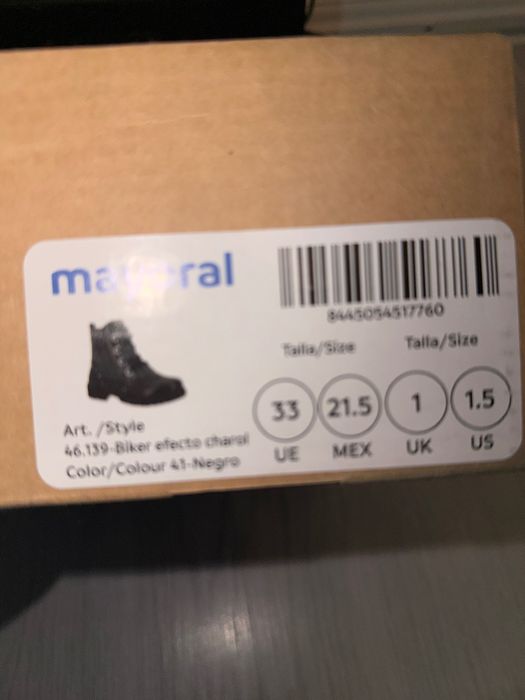 mayoral
8445054517760
Talla/Size Talla/Size
33 21.5 1 1.5
UE MEX UK US
Art. /Style
46.139-Biker efecto charol
Color/Colour 41-Negro